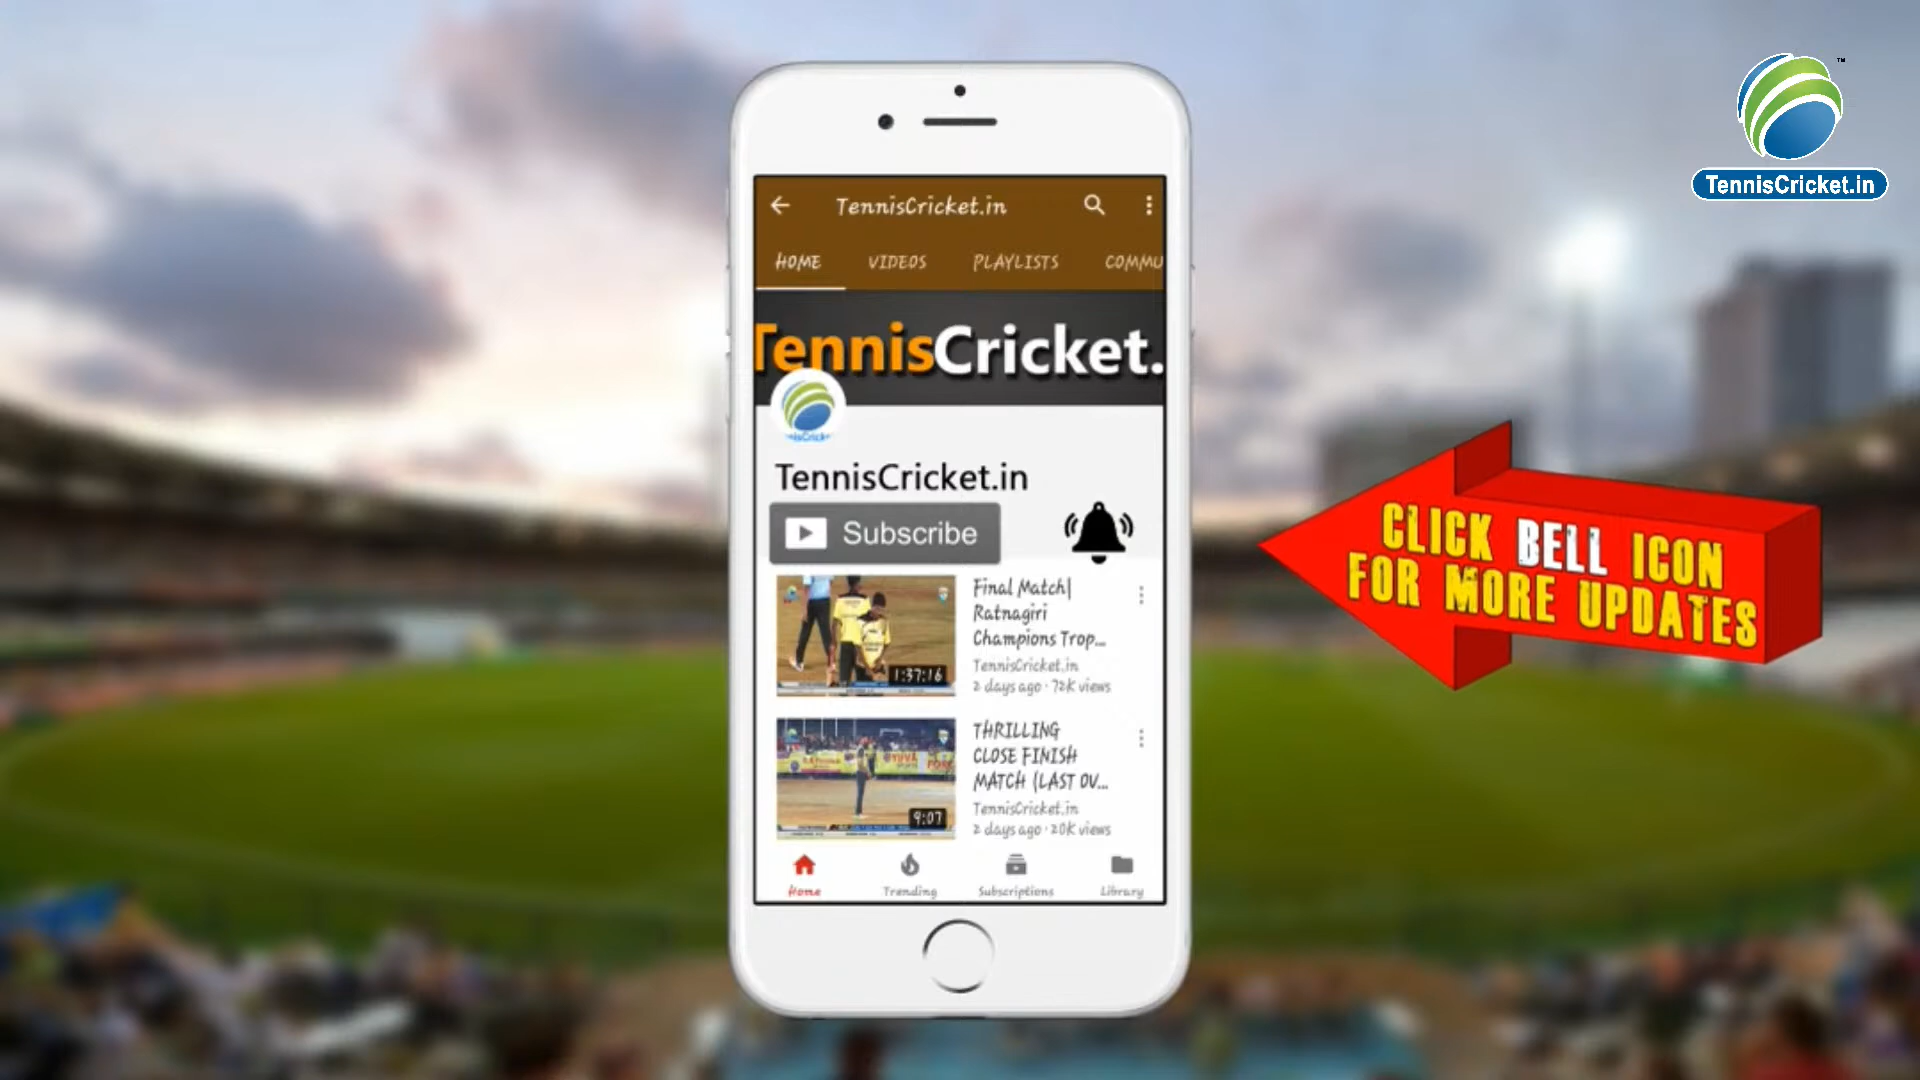 TM
TennisCricket.in
TennisCricket.in
HOME VIDEOS PLAYLISTS COMMU
TennisCricket.
TennisCricket.in
Subscribe
Final Match|
Ratnagiri
Champions Trop...
TennisCricket.in
2 days ago · 72K views
1:37:16
THRILLING
CLOSE FINISH
MATCH (LAST OV...
TennisCricket.in
2 days ago · 20K views
9:07
Home Trending Subscriptions Library
CLICK BELL ICON
FOR MORE UPDATES